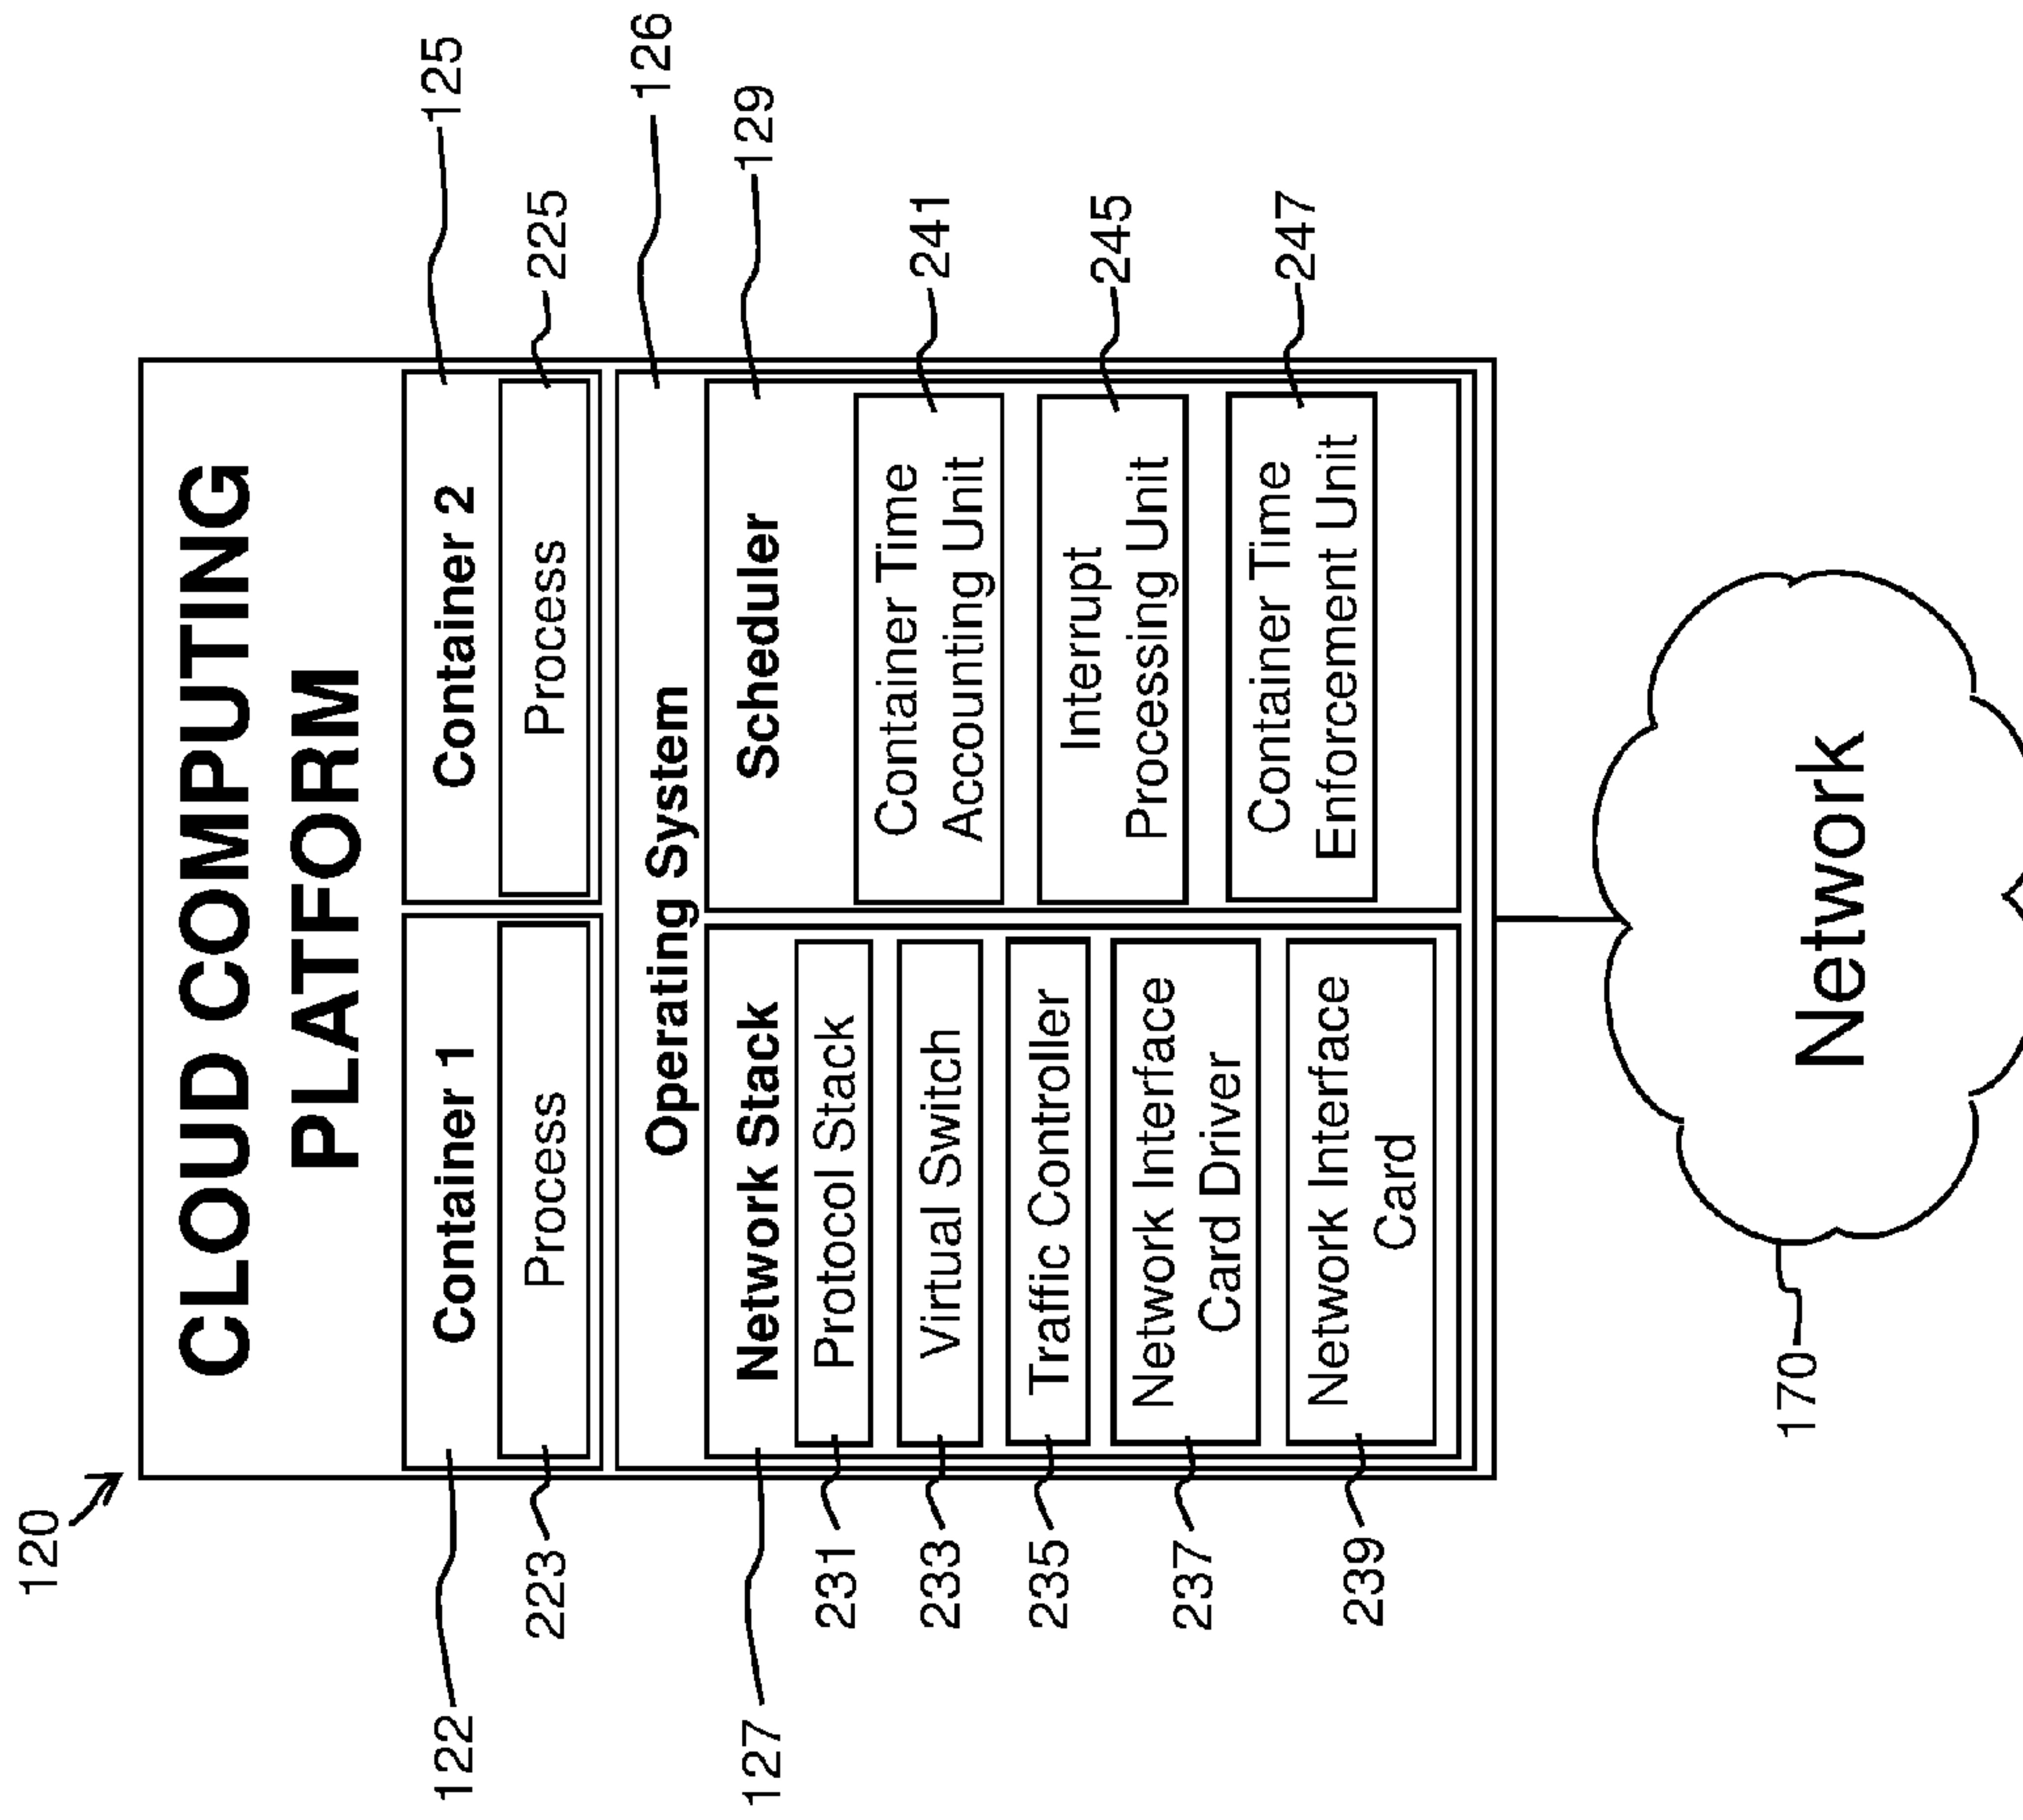 120
CLOUD COMPUTING
PLATFORM
122
Container 1
Container 2
125
223
Process
Process
225
Operating System
126
127
Network Stack
Scheduler
129
231
Protocol Stack
233
Virtual Switch
235
Traffic Controller
237
Network Interface
Card Driver
239
Network Interface
Card
Container Time
Accounting Unit
241
Interrupt
Processing Unit
245
Container Time
Enforcement Unit
247
170
Network